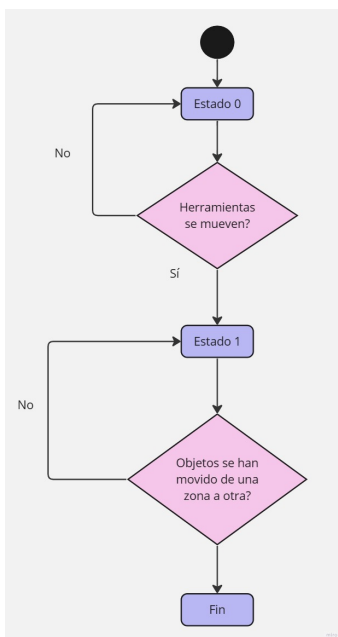 Estado 0
No
Herramientas
se mueven?
Sí
Estado 1
No
Objetos se han
movido de una
zona a otra?
Fin